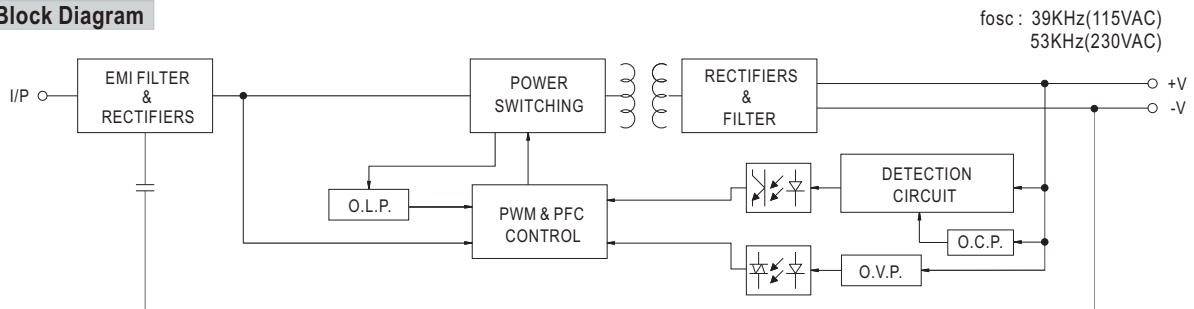 Block Diagram
fosc : 39KHz(115VAC)
53KHz(230VAC)
I/P
EMI FILTER
&
RECTIFIERS
POWER
SWITCHING
RECTIFIERS
&
FILTER
+V
-V
O.L.P.
PWM & PFC
CONTROL
DETECTION
CIRCUIT
O.C.P.
O.V.P.